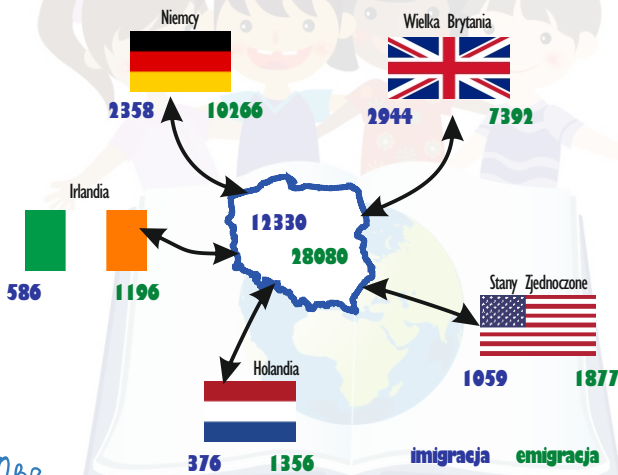 Niemcy
2358 10266
Wielka Brytania
2944 7392
Irlandia
586 1196
12330
28080
Stany Zjednoczone
1059 1877
Holandia
376 1356
imigracja emigracja